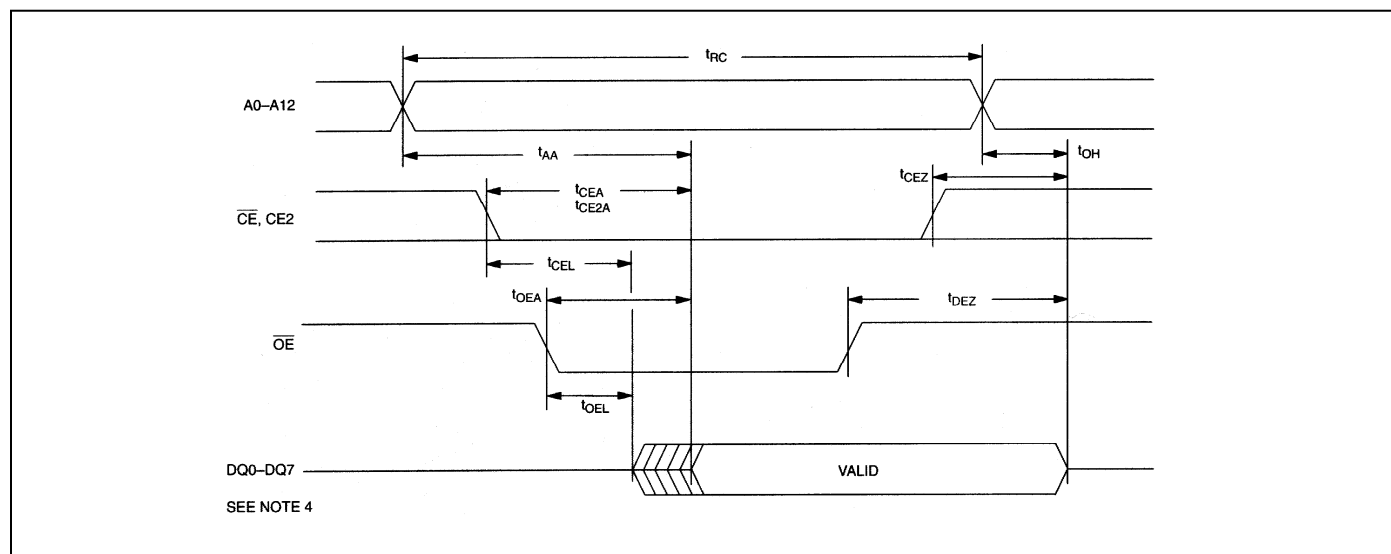 tRC
A0–A12
tAA
tOH
tCEZ
tCEA
tCE2A
CE, CE2
tCEL
tOEA
tDEZ
OE
tOEL
DQ0–DQ7
VALID
SEE NOTE 4